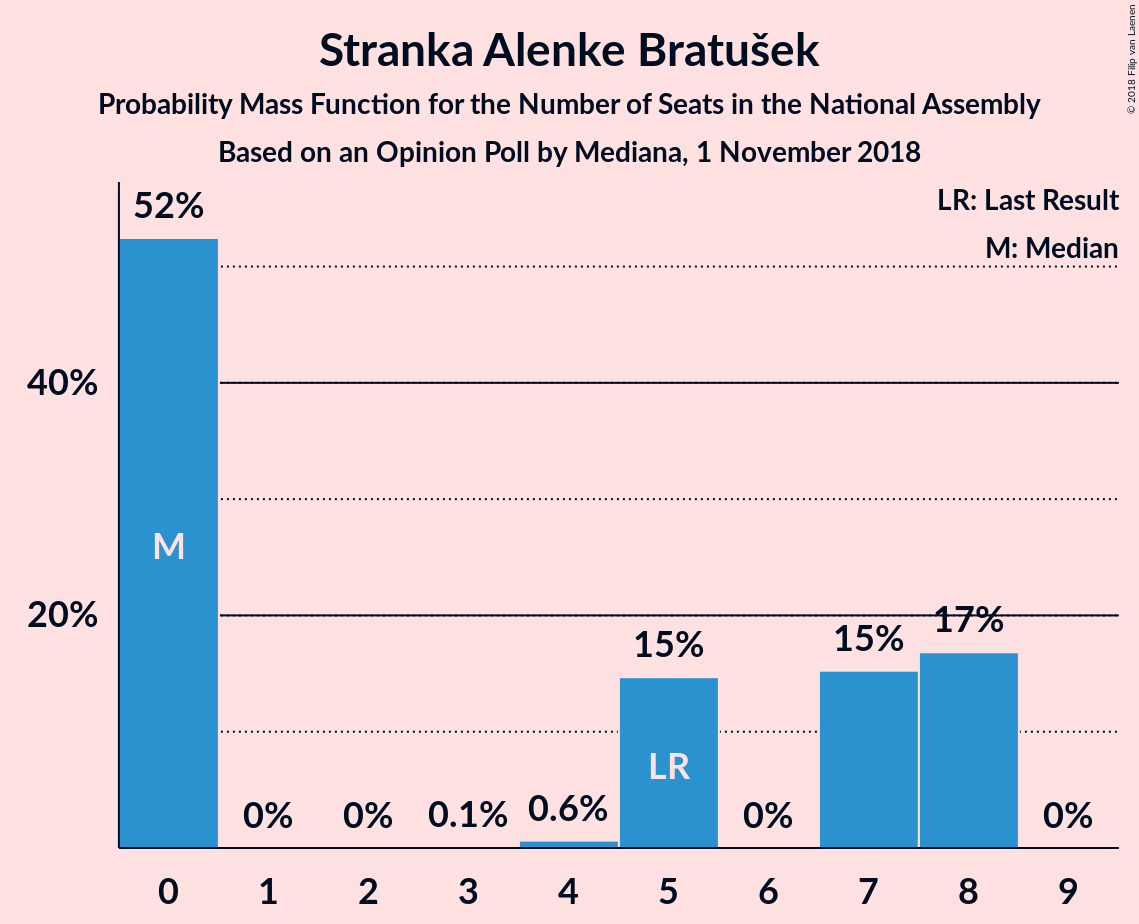 Stranka Alenke Bratušek
Probability Mass Function for the Number of Seats in the National Assembly
Based on an Opinion Poll by Mediana, 1 November 2018
© 2018 Filip van Laenen
LR: Last Result
M: Median
52%
40%
20%
M
0%
0%
0.1%
0.6%
15%
LR
0%
15%
17%
0%
0 1 2 3 4 5 6 7 8 9